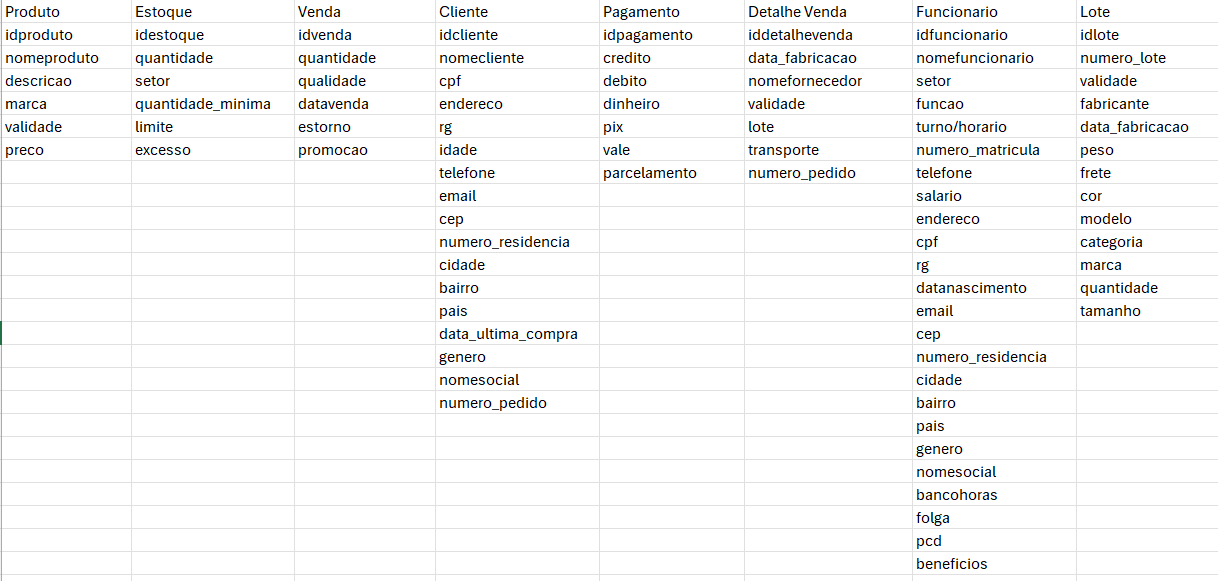 Produto Estoque Venda Cliente Pagamento Detalhe Venda Funcionario Lote
idproduto idestoque idvenda idcliente idpagamento iddetalhevenda idfuncionario idlote
nomeproduto quantidade quantidade nomecliente credito data_fabricacao nomefuncionario numero_lote
descricao setor qualidade cpf debito nomefornecedor setor validade
marca quantidade_minima datavenda endereco dinheiro validade funcao fabricante
validade limite estorno rg pix lote turno/horario data_fabricacao
preco excesso promocao idade vale transporte numero_matricula peso
telefone parcelamento numero_pedido telefone frete
email salario cor
cep endereco modelo
numero_residencia cpf categoria
cidade rg marca
bairro datanascimento quantidade
pais email tamanho
data_ultima_compra cep
genero numero_residencia
nomesocial cidade
numero_pedido bairro
pais
genero
nomesocial
bancohoras
folga
pcd
beneficios